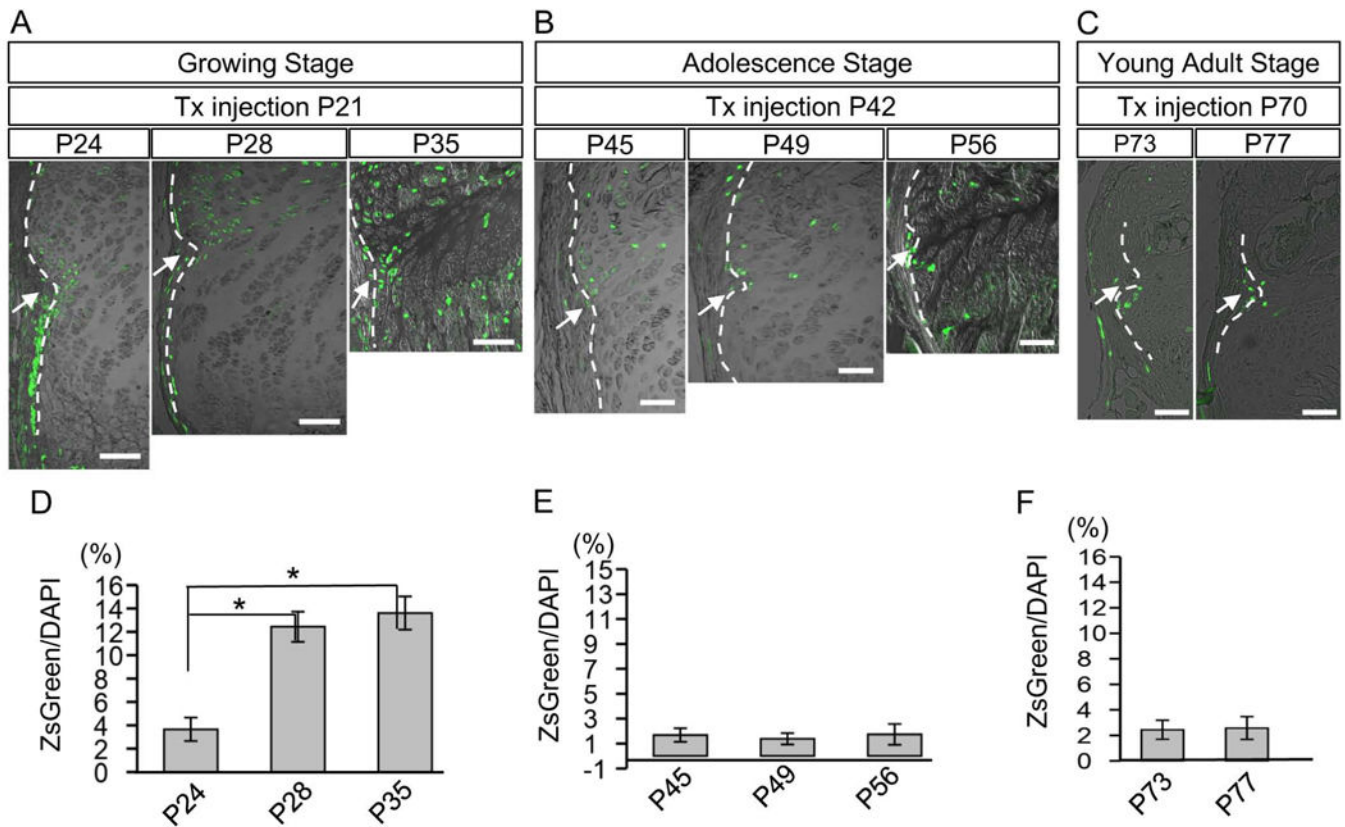 A
Growing Stage
Tx injection P21
P24
P28
P35
B
Adolescence Stage
Tx injection P42
P45
P49
P56
C
Young Adult Stage
Tx injection P70
P73
P77
D
(%)
ZsGreen/DAPI
16
14
12
10
8
6
4
2
0
*
*
P24
P28
P35
E
(%)
ZsGreen/DAPI
15
13
11
9
7
5
3
1
-1
P45
P49
P56
F
(%)
ZsGreen/DAPI
16
14
12
10
8
6
4
2
0
P73
P77